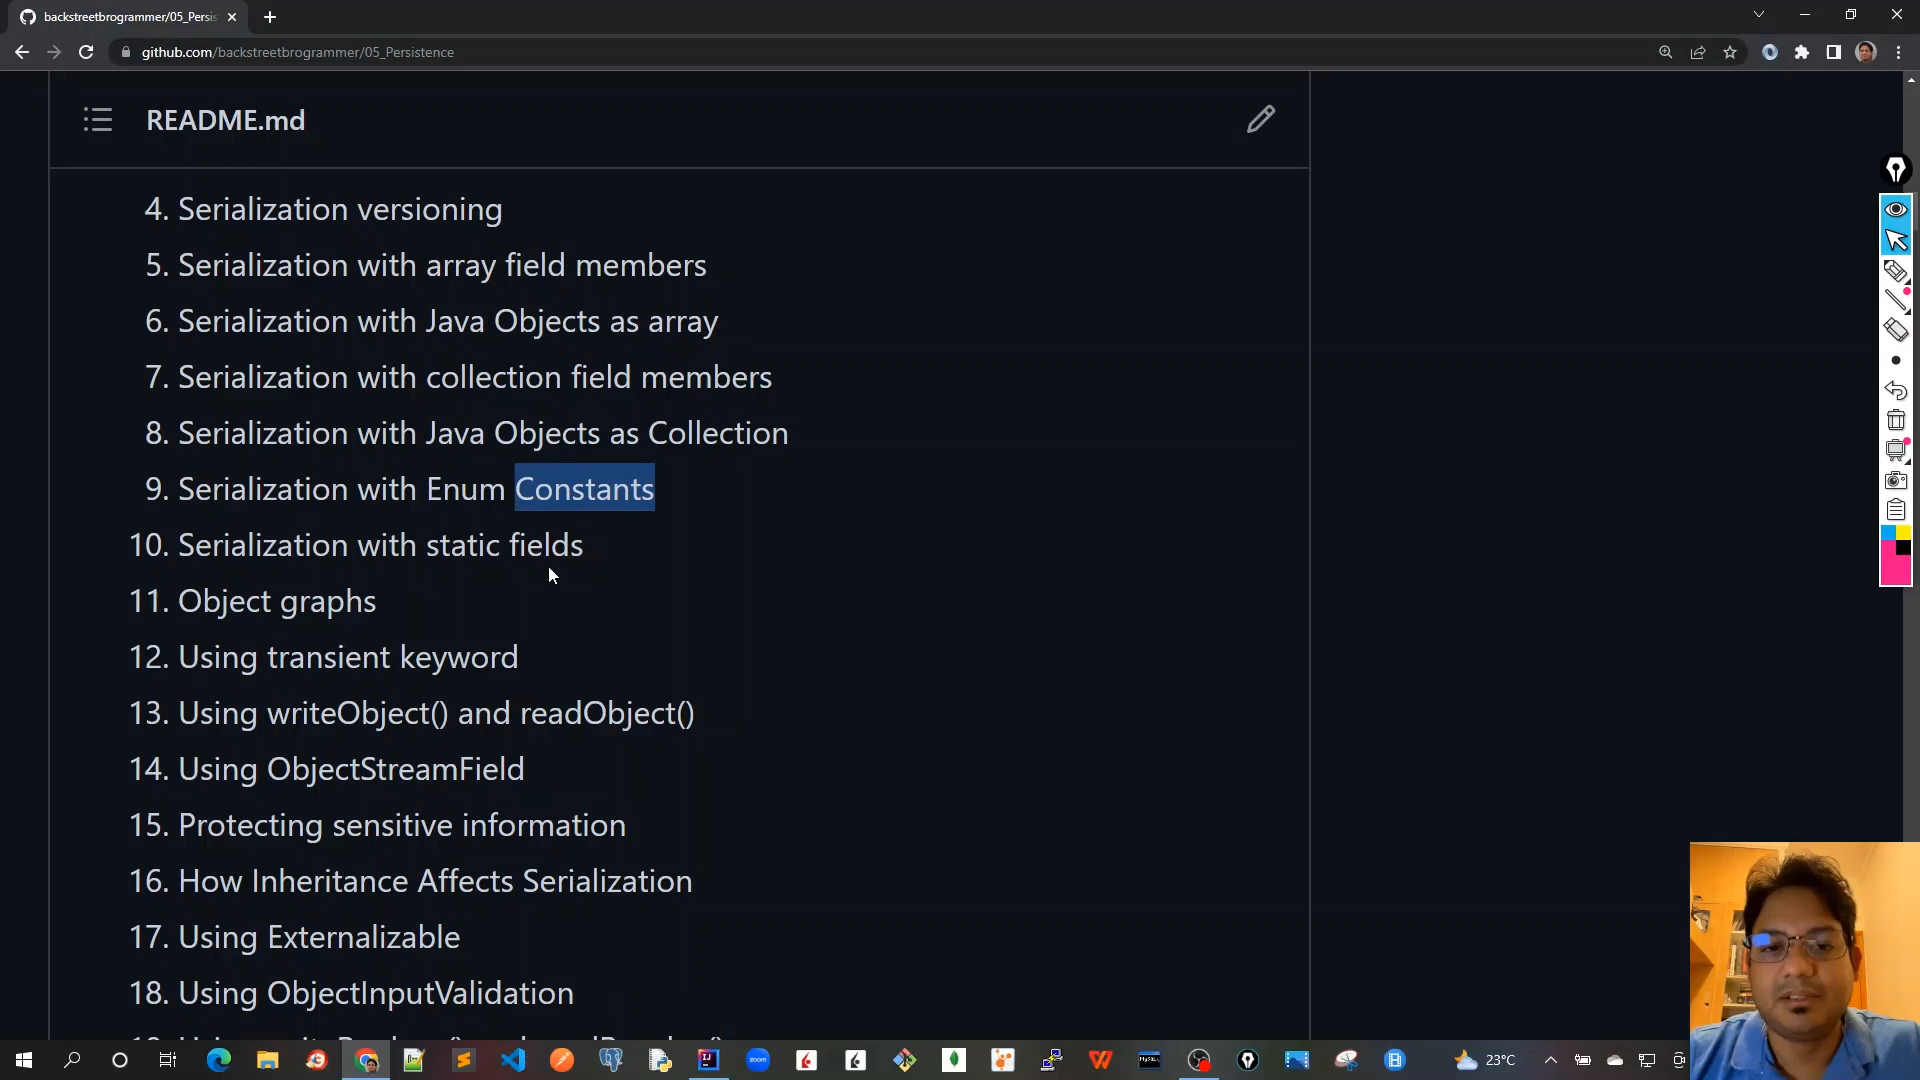 backstreetbrogrammer/05_Persis
github.com/backstreetbrogrammer/05_Persistence
README.md
4. Serialization versioning
5. Serialization with array field members
6. Serialization with Java Objects as array
7. Serialization with collection field members
8. Serialization with Java Objects as Collection
9. Serialization with Enum Constants
10. Serialization with static fields
11. Object graphs
12. Using transient keyword
13. Using writeObject() and readObject()
14. Using ObjectStreamField
15. Protecting sensitive information
16. How Inheritance Affects Serialization
17. Using Externalizable
18. Using ObjectInputValidation
zoom
23°C